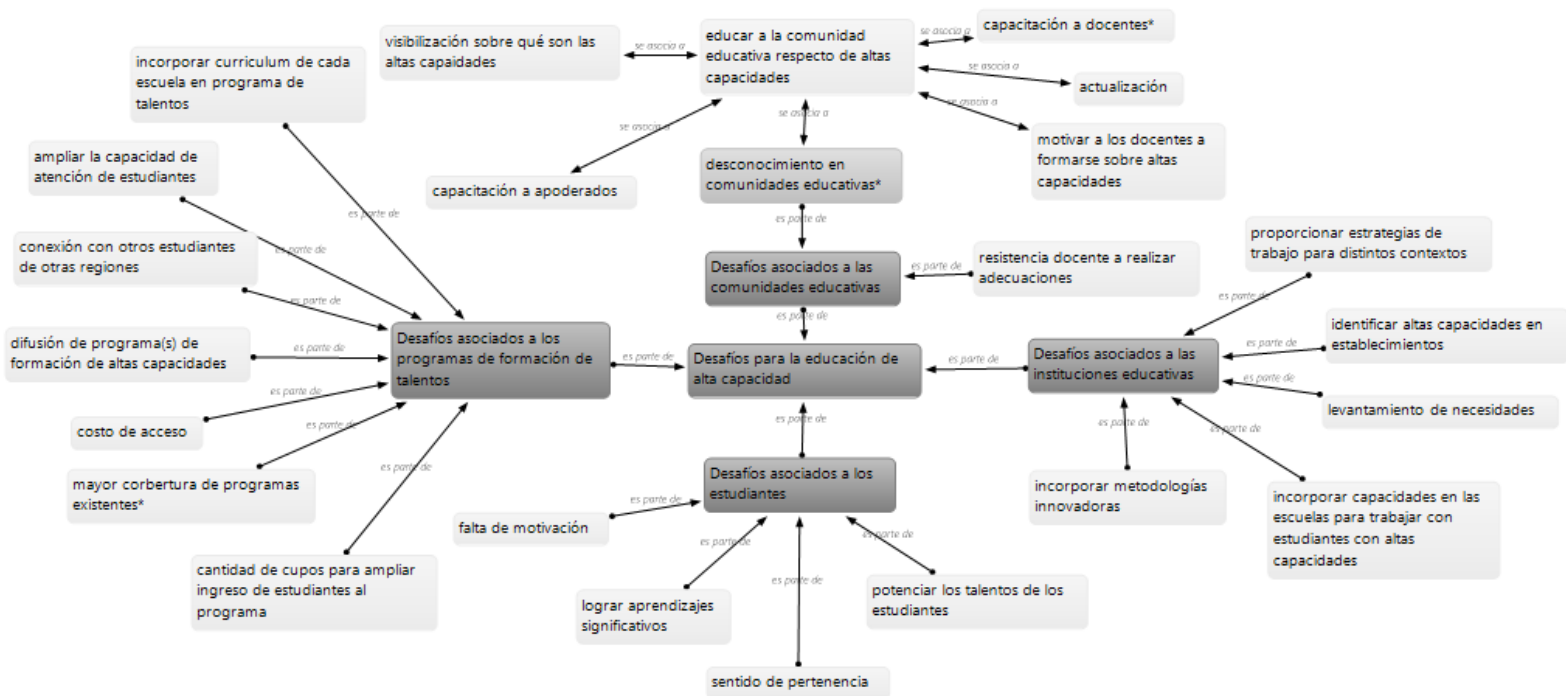 capacitación a docentes*
se asocia a
visibilización sobre qué son las
altas capaidades
se asocia a
educar a la comunidad
educativa respecto de altas
capacidades
se asocia a
actualización
incorporar curriculum de cada
escuela en programa de
talentos
se asocia a
se asocia a
se asocia a
motivar a los docentes a
formarse sobre altas
capacidades
ampliar la capacidad de
atención de estudiantes
desconocimiento en
comunidades educativas*
capacitación a apoderados
es parte de
es parte de
proporcionar estrategias de
trabajo para distintos contextos
conexión con otros estudiantes
de otras regiones
es parte de
Desafíos asociados a las
comunidades educativas
es parte de
resistencia docente a realizar
adecuaciones
es parte de
es parte de
difusión de programa(s) de
formación de altas capacidades
es parte de
Desafíos asociados a los
programas de formación de
talentos
es parte de
es parte de
Desafíos para la educación de
alta capacidad
es parte de
Desafíos asociados a las
instituciones educativas
es parte de
identificar altas capacidades en
establecimientos
es parte de
es parte de
costo de acceso
levantamiento de necesidades
es parte de
es parte de
es parte de
es parte de
mayor corbertura de programas
existentes*
es parte de
Desafíos asociados a los
estudiantes
es parte de
falta de motivación
incorporar metodologías
innovadoras
incorporar capacidades en las
escuelas para trabajar con
estudiantes con altas
capacidades
es parte de
es parte de
es parte de
cantidad de cupos para ampliar
ingreso de estudiantes al
programa
lograr aprendizajes
significativos
potenciar los talentos de los
estudiantes
sentido de pertenencia